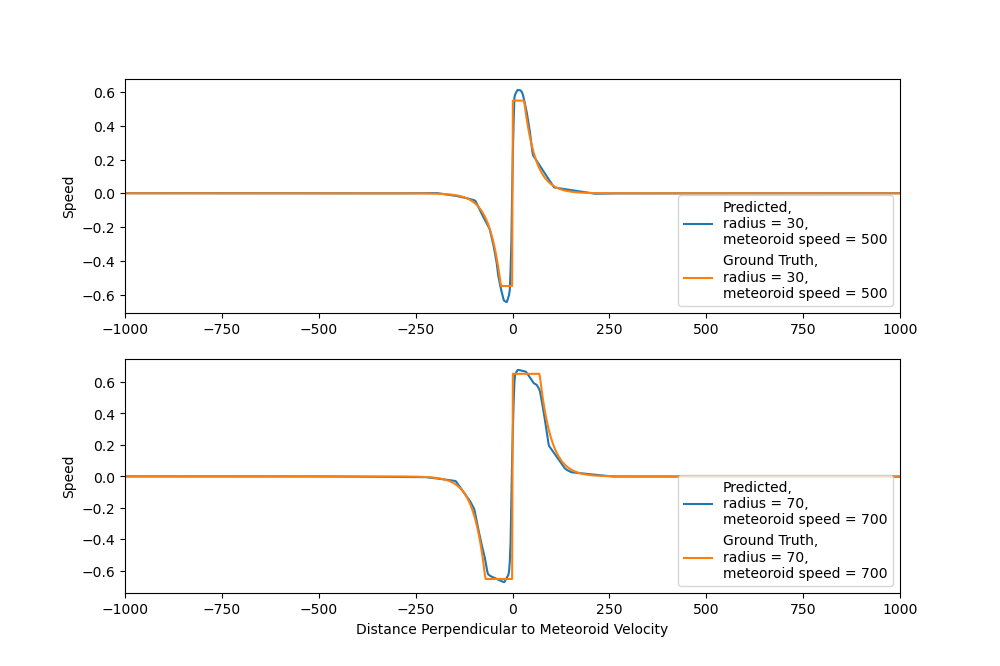 0.6
0.4
0.2
0.0
−0.2
−0.4
−0.6
Speed
Predicted,
radius = 30,
meteoroid speed = 500
Ground Truth,
radius = 30,
meteoroid speed = 500
−1000 −750 −500 −250 0 250 500 750 1000
0.6
0.4
0.2
0.0
−0.2
−0.4
−0.6
Speed
Predicted,
radius = 70,
meteoroid speed = 700
Ground Truth,
radius = 70,
meteoroid speed = 700
−1000 −750 −500 −250 0 250 500 750 1000
Distance Perpendicular to Meteoroid Velocity